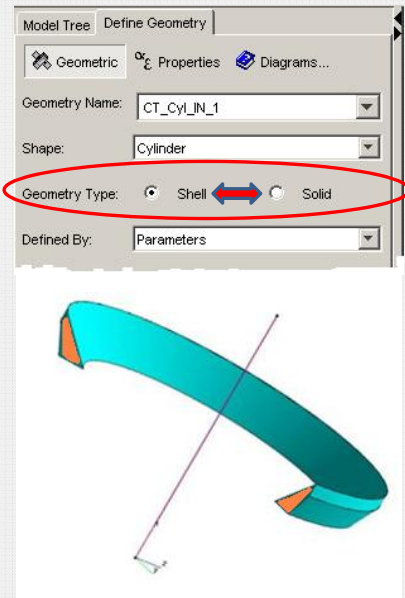 Model Tree Define Geometry
Geometric αε Properties Diagrams...
Geometry Name: CT_Cyl_IN_1
Shape: Cylinder
Geometry Type: Shell Solid
Defined By: Parameters
z